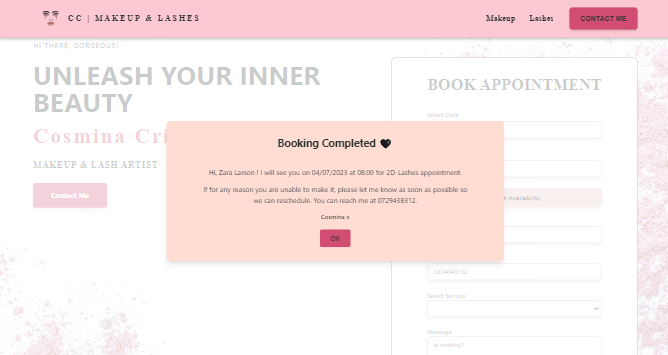 CC | MAKEUP & LASHES
Makeup
Lashes
CONTACT ME
HI THERE, GORGEOUS!
UNLEASH YOUR INNER
BEAUTY
Cosmina Cri
MAKEUP & LASH ARTIST
Contact Me
Booking Completed
Hi, Zara Larson ! I will see you on 04/07/2023 at 08:00 for 2D-Lashes appointment.
If for any reason you are unable to make it, please let me know as soon as possible so
we can reschedule. You can reach me at 0729438312.
Cosmina x
OK
BOOK APPOINTMENT
Select Date
Availability
Select Service
Message
Is working?